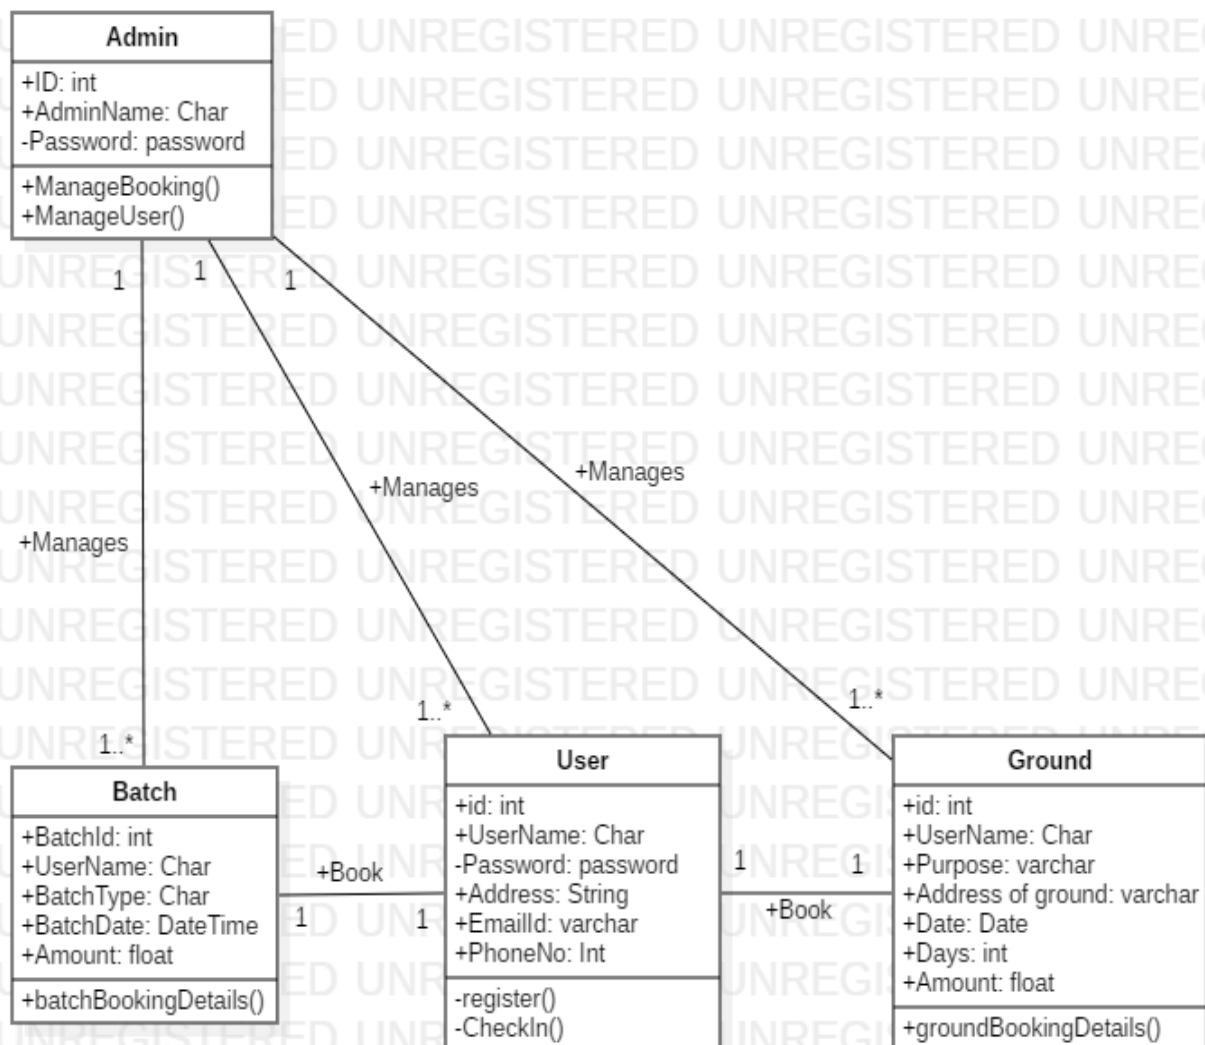 Admin
+ID: int
+AdminName: Char
-Password: password
+ManageBooking()
+ManageUser()
1
1
1
+Manages
+Manages
+Manages
1..*
1..*
1..*
Batch
+BatchId: int
+UserName: Char
+BatchType: Char
+BatchDate: DateTime
+Amount: float
+batchBookingDetails()
+Book
1
1
User
+id: int
+UserName: Char
-Password: password
+Address: String
+EmailId: varchar
+PhoneNo: Int
-register()
-CheckIn()
1
1
+Book
Ground
+id: int
+UserName: Char
+Purpose: varchar
+Address of ground: varchar
+Date: Date
+Days: int
+Amount: float
+groundBookingDetails()
UNREGISTERED